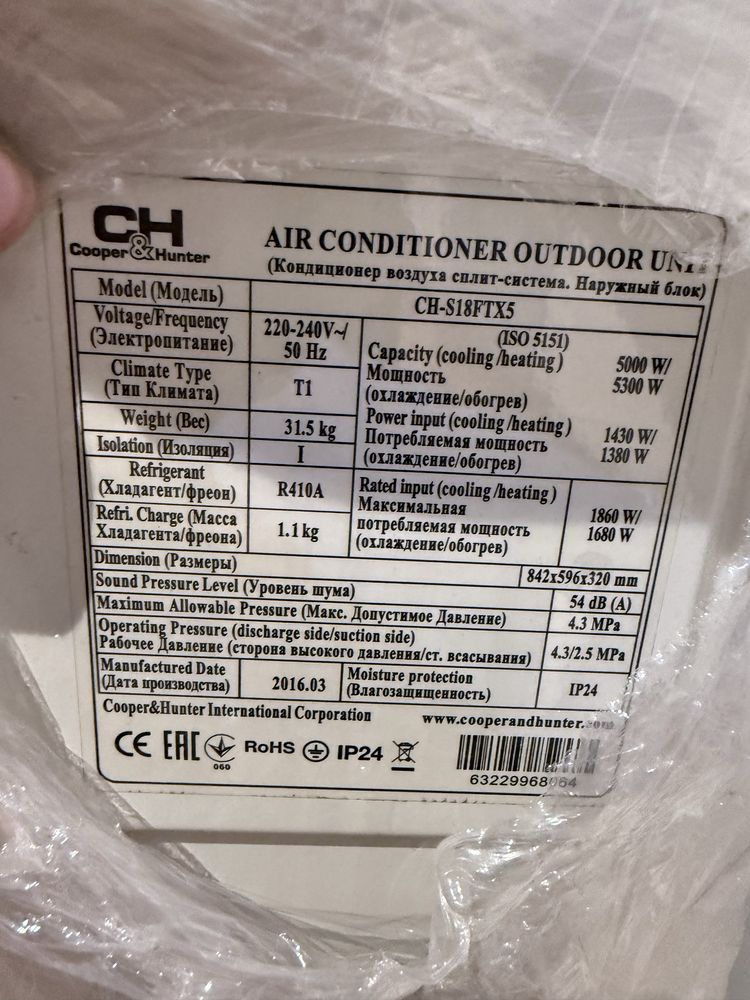 CH
Cooper&Hunter
AIR CONDITIONER OUTDOOR
(Кондиционер воздуха сплит-система. Наружный блок)
Model (Модель)
CH-S18FTX5
Voltage/Frequency
(Электропитание)
220-240V~/
50 Hz
Climate Type
(Тип Климата)
T1
Weight (Вес)
31.5 kg
Isolation (Изоляция)
I
Refrigerant
(Хладагент/фреон)
R410A
Refri. Charge (Масса
Хладагента/фреона)
1.1 kg
(ISO 5151)
Capacity (cooling /heating)
Мощность
(охлаждение/обогрев)
5000 W/
5300 W
Power input (cooling /heating)
Потребляемая мощность
(охлаждение/обогрев)
1430 W/
1380 W
Rated input (cooling /heating)
Максимальная
потребляемая мощность
(охлаждение/обогрев)
1860 W/
1680 W
Dimension (Размеры)
842x596x320 mm
Sound Pressure Level (Уровень шума)
54 dB (A)
Maximum Allowable Pressure (Макс. Допустимое Давление)
4.3 MPa
Operating Pressure (discharge side/suction side)
Рабочее Давление (сторона высокого давления/ст. всасывания)
4.3/2.5 MPa
Manufactured Date
(Дата производства)
2016.03
Moisture protection
(Влагозащищенность)
IP24
Cooper&Hunter International Corporation
www.cooperandhunter.com
CE EAC 060 RoHS IP24
63229968064